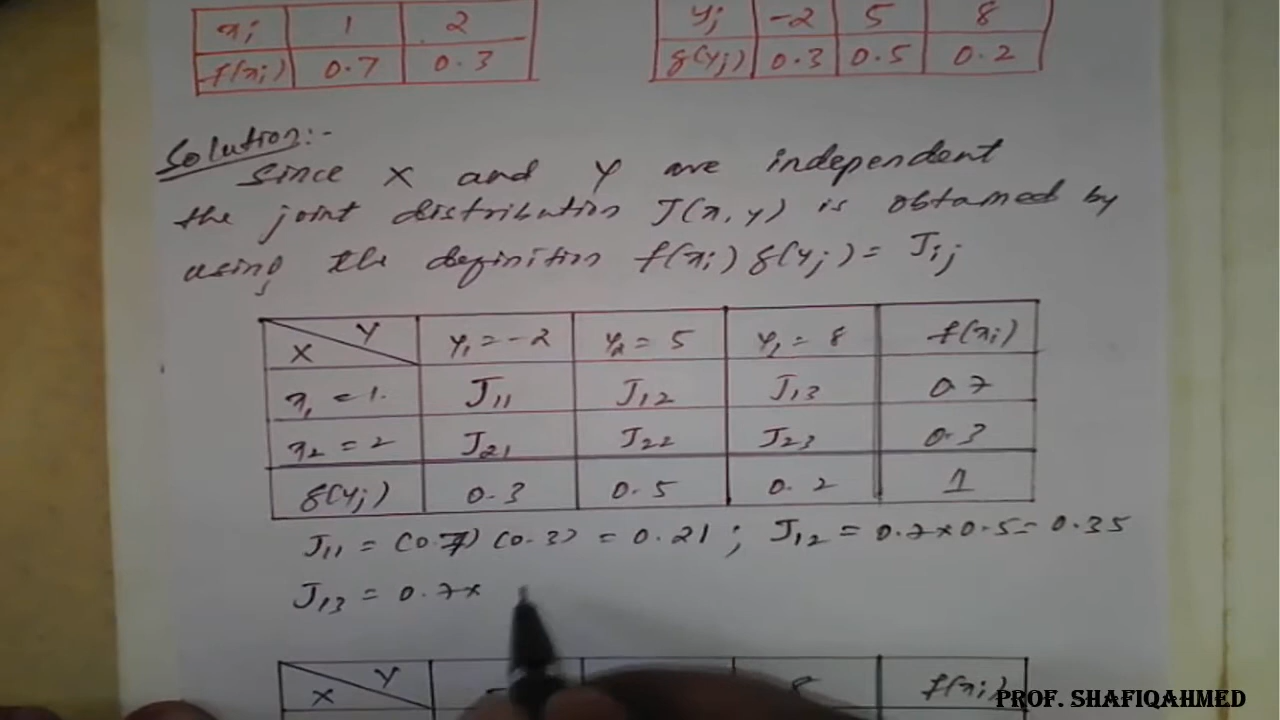 xi 1 2
f(xi) 0.7 0.3
yj -2 5 8
g(yj) 0.3 0.5 0.2
Solution:-
Since X and Y are independent
the joint distribution J(x,y) is obtained by
using the definition f(xi) g(yj) = Jij
X Y y1 = -2 y2 = 5 y3 = 8 f(xi)
x1 = 1. J11 J12 J13 0.7
x2 = 2 J21 J22 J23 0.3
g(yj) 0.3 0.5 0.2 1
J11 = (0.7) (0.3) = 0.21 ; J12 = 0.7x0.5 = 0.35
J13 = 0.7x
X Y 8 f(xi)
PROF. SHAFIQAHMED